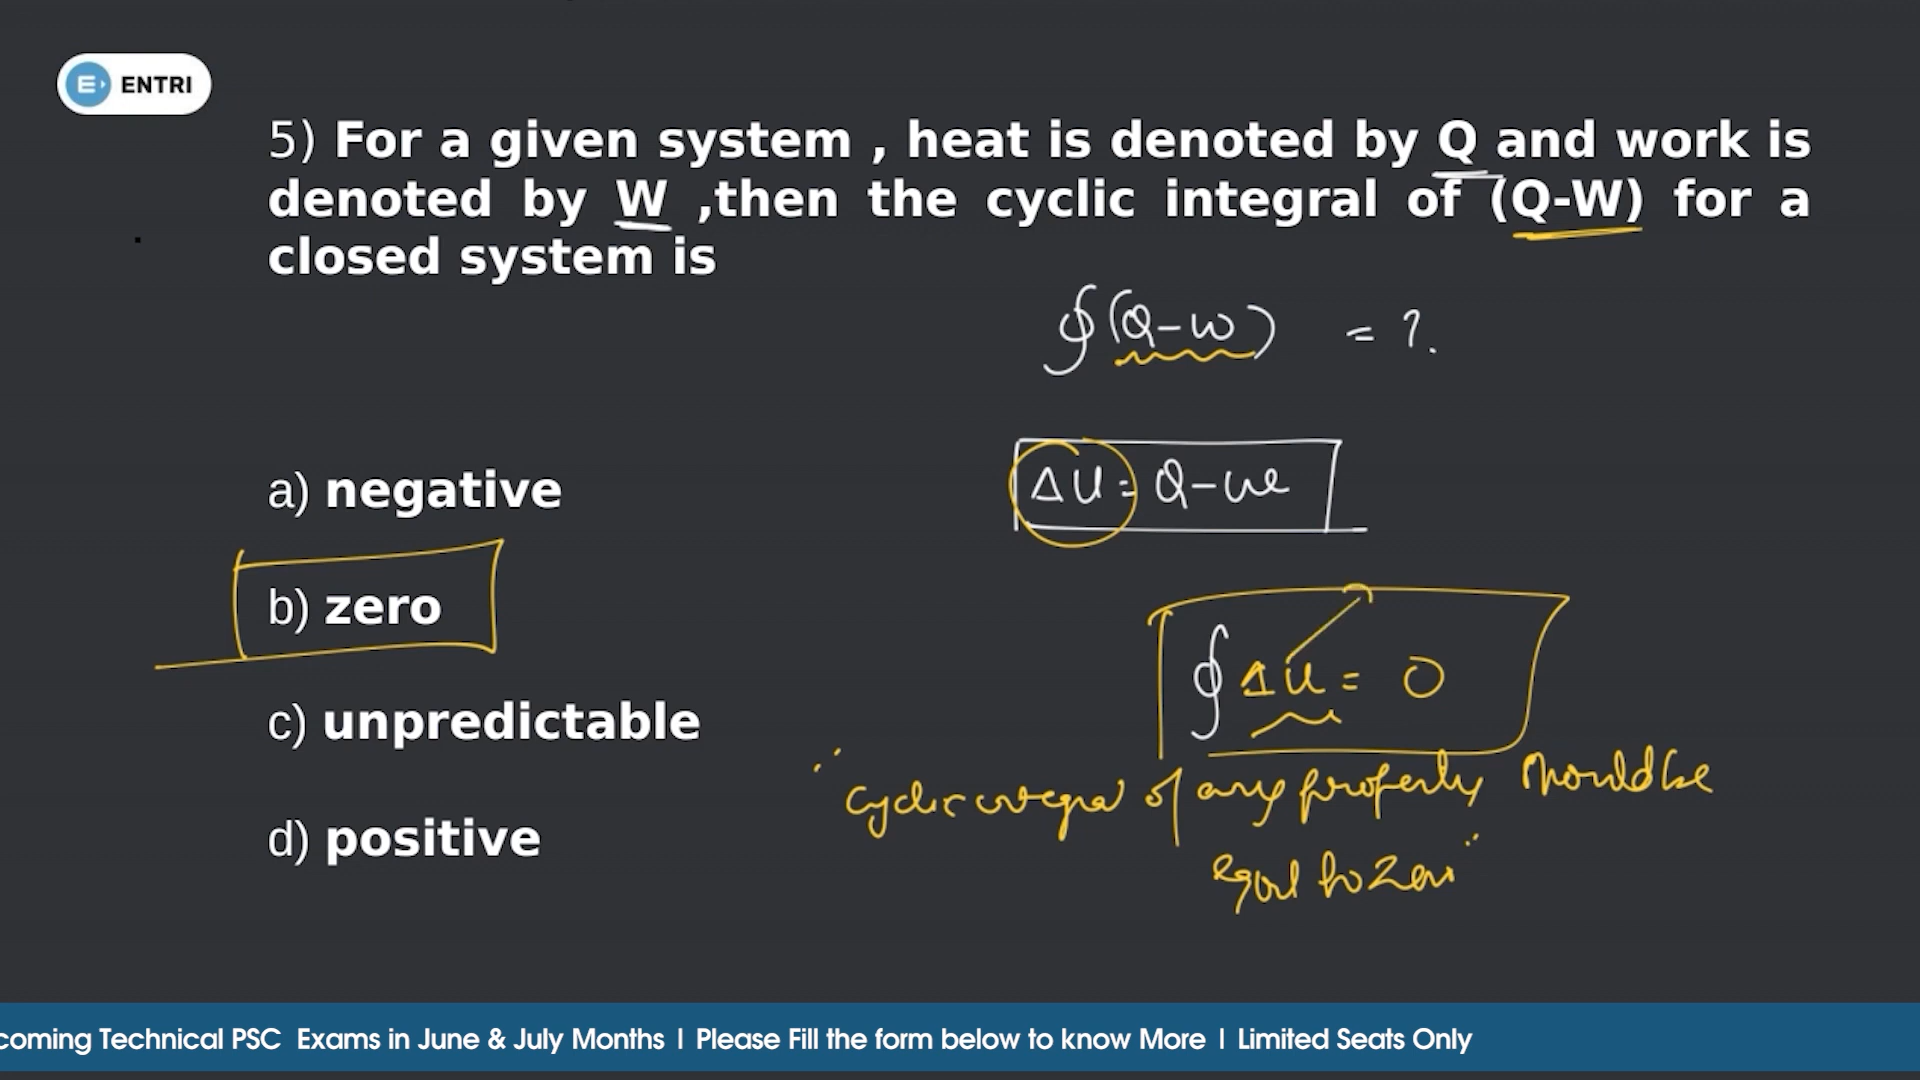 ENTRI
5) For a given system , heat is denoted by Q and work is
denoted by W ,then the cyclic integral of (Q-W) for a
closed system is
∮(Q-W) = ?.
a) negative
ΔU = Q-
b) zero
∮ΔU = 0
c) unpredictable
"cyclic integral of any property should be
d) positive
equal to zero"
coming Technical PSC Exams in June & July Months | Please Fill the form below to know More | Limited Seats Only